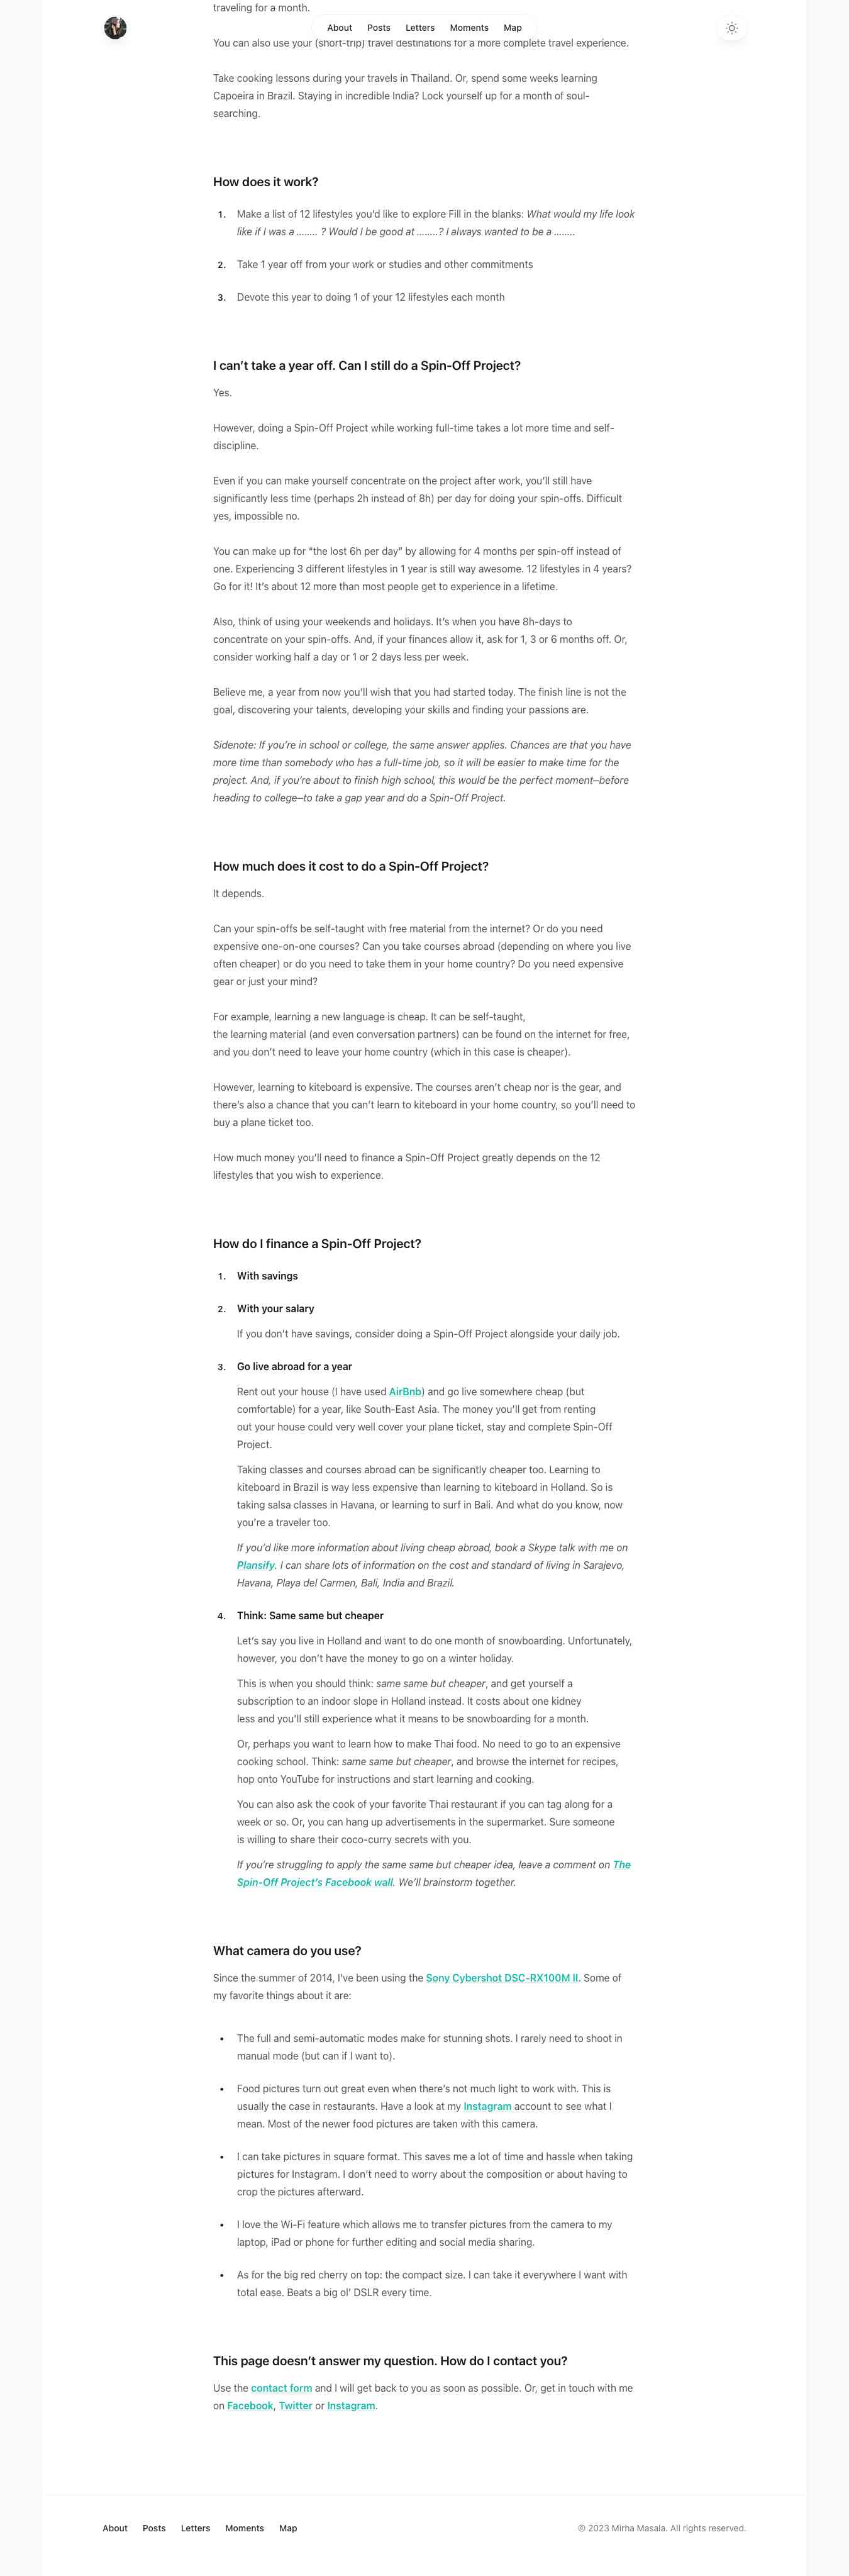 traveling for a month.
About Posts Letters Moments Map
You can also use your (short-trip) travel destinations for a more complete travel experience.
Take cooking lessons during your travels in Thailand. Or, spend some weeks learning
Capoeira in Brazil. Staying in incredible India? Lock yourself up for a month of soul-
searching.
How does it work?
1. Make a list of 12 lifestyles you’d like to explore Fill in the blanks: What would my life look
like if I was a …….. ? Would I be good at ……..? I always wanted to be a ……..
2. Take 1 year off from your work or studies and other commitments
3. Devote this year to doing 1 of your 12 lifestyles each month
I can’t take a year off. Can I still do a Spin-Off Project?
Yes.
However, doing a Spin-Off Project while working full-time takes a lot more time and self-
discipline.
Even if you can make yourself concentrate on the project after work, you’ll still have
significantly less time (perhaps 2h instead of 8h) per day for doing your spin-offs. Difficult
yes, impossible no.
You can make up for “the lost 6h per day” by allowing for 4 months per spin-off instead of
one. Experiencing 3 different lifestyles in 1 year is still way awesome. 12 lifestyles in 4 years?
Go for it! It’s about 12 more than most people get to experience in a lifetime.
Also, think of using your weekends and holidays. It’s when you have 8h-days to
concentrate on your spin-offs. And, if your finances allow it, ask for 1, 3 or 6 months off. Or,
consider working half a day or 1 or 2 days less per week.
Believe me, a year from now you’ll wish that you had started today. The finish line is not the
goal, discovering your talents, developing your skills and finding your passions are.
Sidenote: If you’re in school or college, the same answer applies. Chances are that you have
more time than somebody who has a full-time job, so it will be easier to make time for the
project. And, if you’re about to finish high school, this would be the perfect moment—before
heading to college—to take a gap year and do a Spin-Off Project.
How much does it cost to do a Spin-Off Project?
It depends.
Can your spin-offs be self-taught with free material from the internet? Or do you need
expensive one-on-one courses? Can you take courses abroad (depending on where you live
often cheaper) or do you need to take them in your home country? Do you need expensive
gear or just your mind?
For example, learning a new language is cheap. It can be self-taught,
the learning material (and even conversation partners) can be found on the internet for free,
and you don’t need to leave your home country (which in this case is cheaper).
However, learning to kiteboard is expensive. The courses aren’t cheap nor is the gear, and
there’s also a chance that you can’t learn to kiteboard in your home country, so you’ll need to
buy a plane ticket too.
How much money you’ll need to finance a Spin-Off Project greatly depends on the 12
lifestyles that you wish to experience.
How do I finance a Spin-Off Project?
1. With savings
2. With your salary
If you don’t have savings, consider doing a Spin-Off Project alongside your daily job.
3. Go live abroad for a year
Rent out your house (I have used AirBnb) and go live somewhere cheap (but
comfortable) for a year, like South-East Asia. The money you’ll get from renting
out your house could very well cover your plane ticket, stay and complete Spin-Off
Project.
Taking classes and courses abroad can be significantly cheaper too. Learning to
kiteboard in Brazil is way less expensive than learning to kiteboard in Holland. So is
taking salsa classes in Havana, or learning to surf in Bali. And what do you know, now
you’re a traveler too.
If you’d like more information about living cheap abroad, book a Skype talk with me on
Plansify. I can share lots of information on the cost and standard of living in Sarajevo,
Havana, Playa del Carmen, Bali, India and Brazil.
4. Think: Same same but cheaper
Let’s say you live in Holland and want to do one month of snowboarding. Unfortunately,
however, you don’t have the money to go on a winter holiday.
This is when you should think: same same but cheaper, and get yourself a
subscription to an indoor slope in Holland instead. It costs about one kidney
less and you’ll still experience what it means to be snowboarding for a month.
Or, perhaps you want to learn how to make Thai food. No need to go to an expensive
cooking school. Think: same same but cheaper, and browse the internet for recipes,
hop onto YouTube for instructions and start learning and cooking.
You can also ask the cook of your favorite Thai restaurant if you can tag along for a
week or so. Or, you can hang up advertisements in the supermarket. Sure someone
is willing to share their coco-curry secrets with you.
If you’re struggling to apply the same same but cheaper idea, leave a comment on The
Spin-Off Project’s Facebook wall. We’ll brainstorm together.
What camera do you use?
Since the summer of 2014, I’ve been using the Sony Cybershot DSC-RX100M II. Some of
my favorite things about it are:
• The full and semi-automatic modes make for stunning shots. I rarely need to shoot in
manual mode (but can if I want to).
• Food pictures turn out great even when there’s not much light to work with. This is
usually the case in restaurants. Have a look at my Instagram account to see what I
mean. Most of the newer food pictures are taken with this camera.
• I can take pictures in square format. This saves me a lot of time and hassle when taking
pictures for Instagram. I don’t need to worry about the composition or about having to
crop the pictures afterward.
• I love the Wi-Fi feature which allows me to transfer pictures from the camera to my
laptop, iPad or phone for further editing and social media sharing.
• As for the big red cherry on top: the compact size. I can take it everywhere I want with
total ease. Beats a big ol’ DSLR every time.
This page doesn’t answer my question. How do I contact you?
Use the contact form and I will get back to you as soon as possible. Or, get in touch with me
on Facebook, Twitter or Instagram.
About Posts Letters Moments Map © 2023 Mirha Masala. All rights reserved.